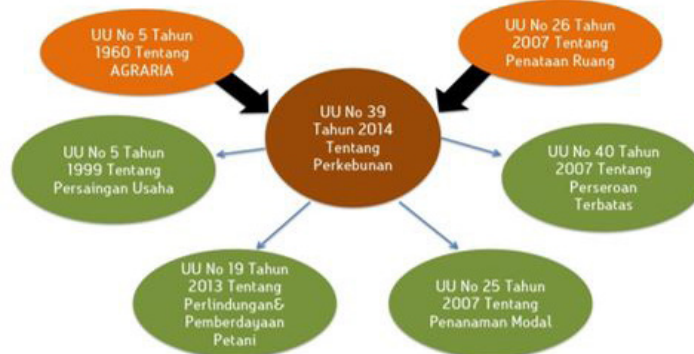 UU No 5 Tahun
1960 Tentang
AGRARIA
UU No 26 Tahun
2007 Tentang
Penataan Ruang
UU No 39
Tahun 2014
Tentang
Perkebunan
UU No 5 Tahun
1999 Tentang
Persaingan Usaha
UU No 40 Tahun
2007 Tentang
Perseroan
Terbatas
UU No 19 Tahun
2013 Tentang
Perlindungan&
Pemberdayaan
Petani
UU No 25 Tahun
2007 Tentang
Penanaman Modal